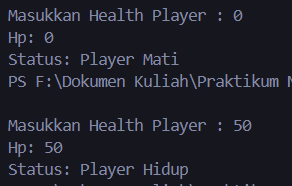 Masukkan Health Player : 0
Hp: 0
Status: Player Mati
PS F:\Dokumen Kuliah\Praktikum
Masukkan Health Player : 50
Hp: 50
Status: Player Hidup